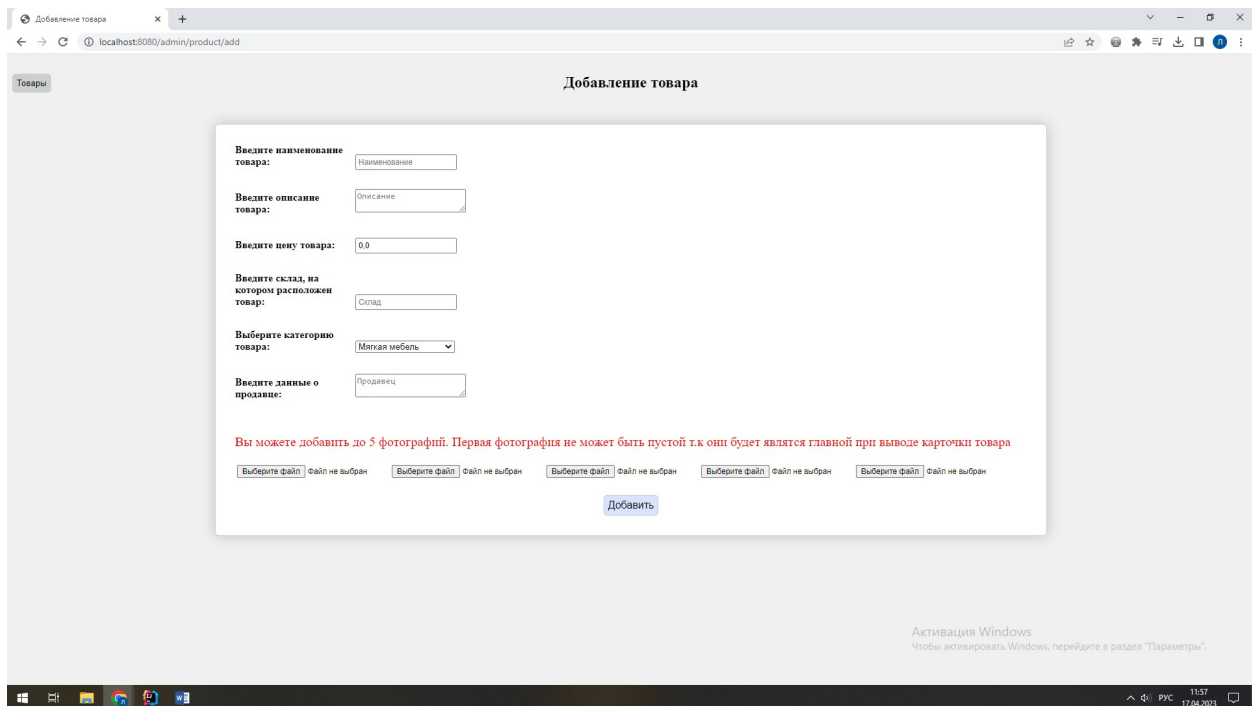 Добавление товара
localhost:8080/admin/product/add
Товары
Добавление товара
Введите наименование
товара:
Наименование
Введите описание
товара:
Описание
Введите цену товара:
0,0
Введите склад, на
котором расположен
товар:
Склад
Выберите категорию
товара:
Мягкая мебель
Введите данные о
продавце:
Продавец
Вы можете добавить до 5 фотографий. Первая фотография не может быть пустой т.к они будет являтся главной при выводе карточки товара
Выберите файл Файл не выбран Выберите файл Файл не выбран Выберите файл Файл не выбран Выберите файл Файл не выбран Выберите файл Файл не выбран
Добавить
Активация Windows
Чтобы активировать Windows, перейдите в раздел "Параметры".
РУС 11:57
17.04.2023